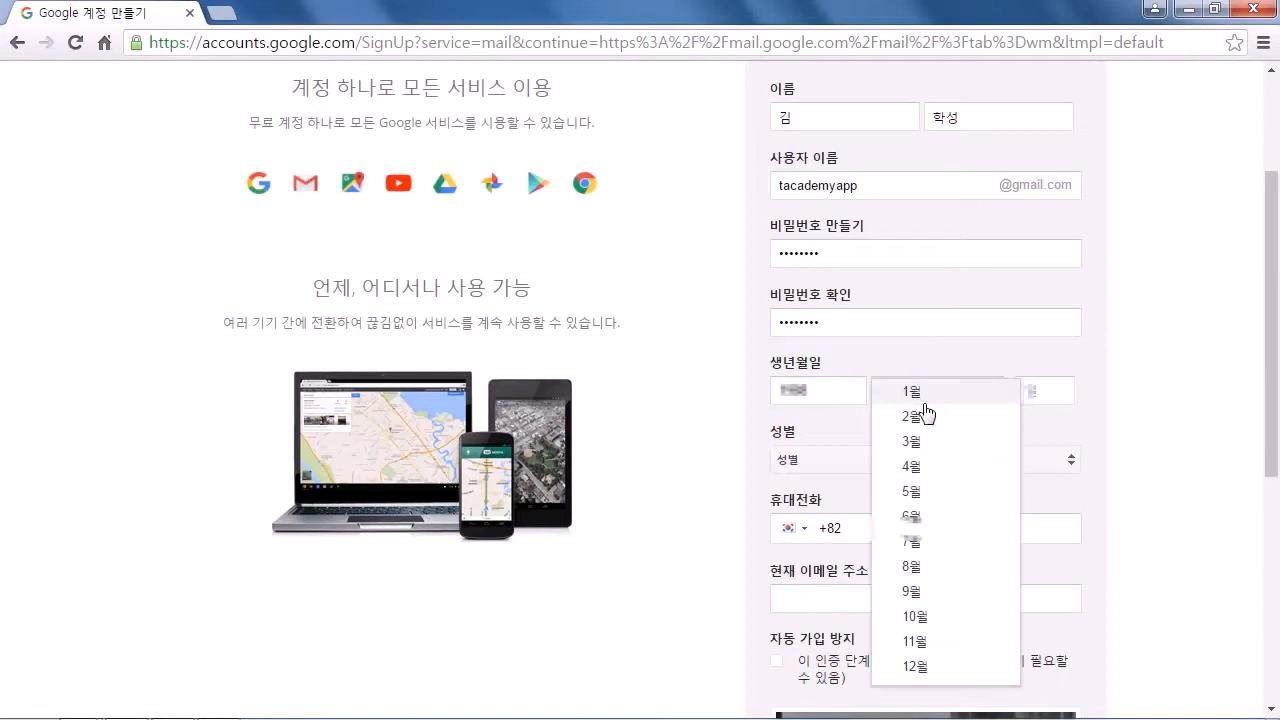 Google 계정 만들기
https://accounts.google.com/SignUp?service=mail&continue=https%3A%2F%2Fmail.google.com%2Fmail%2F%3Ftab%3Dwm&ltmpl=default
계정 하나로 모든 서비스 이용
무료 계정 하나로 모든 Google 서비스를 시용할 수 있습니다.
언제, 어디서나 사용 가능
여러 기기 간에 전환하여 끊김없이 서비스를 계속 사용할 수 있습니다.
이름
김 학성
사용자 이름
tacademyapp @gmail.com
비밀번호 만들기
••••••••
비밀번호 확인
••••••••
생년월일
1월
2월
3월
4월
5월
6월
7월
8월
9월
10월
11월
12월
성별
성별
휴대전화
+82
현재 이메일 주소
자동 가입 방지
이 인증 단계 필요할
수 있음)